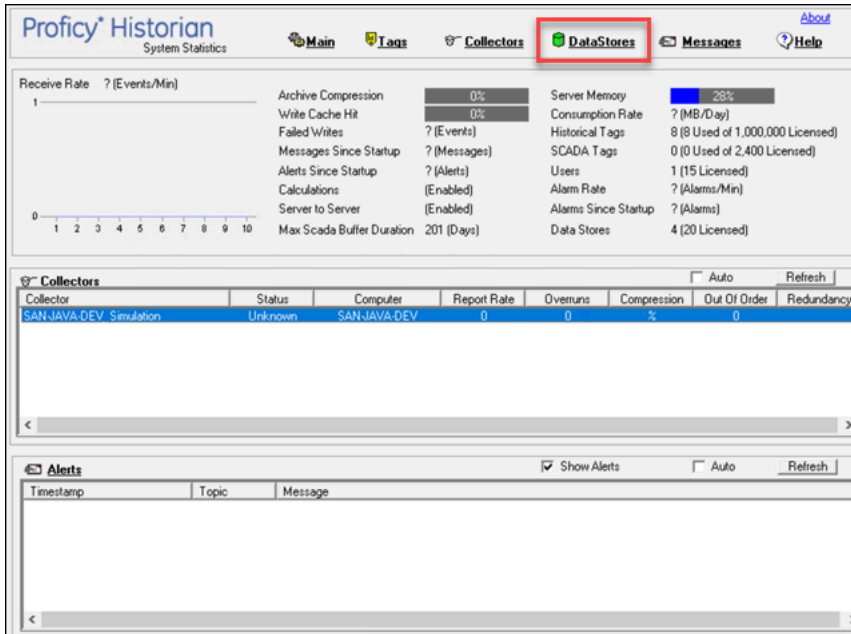 Proficy* Historian
System Statistics
Main Tags Collectors DataStores Messages About Help
Receive Rate ? (Events/Min)
1
0
1 2 3 4 5 6 7 8 9 10
Archive Compression 0%
Write Cache Hit 0%
Failed Writes ? (Events)
Messages Since Startup ? (Messages)
Alerts Since Startup ? (Alerts)
Calculations (Enabled)
Server to Server (Enabled)
Max Scada Buffer Duration 201 (Days)
Server Memory 28%
Consumption Rate ? (MB/Day)
Historical Tags 8 (8 Used of 1,000,000 Licensed)
SCADA Tags 0 (0 Used of 2,400 Licensed)
Users 1 (15 Licensed)
Alarm Rate ? (Alarms/Min)
Alarms Since Startup ? (Alarms)
Data Stores 4 (20 Licensed)
Collectors Auto Refresh
Collector Status Computer Report Rate Overruns Compression Out Of Order Redundancy
SAN-JAVA-DEV_Simulation Unknown SAN-JAVA-DEV 0 0 % 0
Alerts Show Alerts Auto Refresh
Timestamp Topic Message